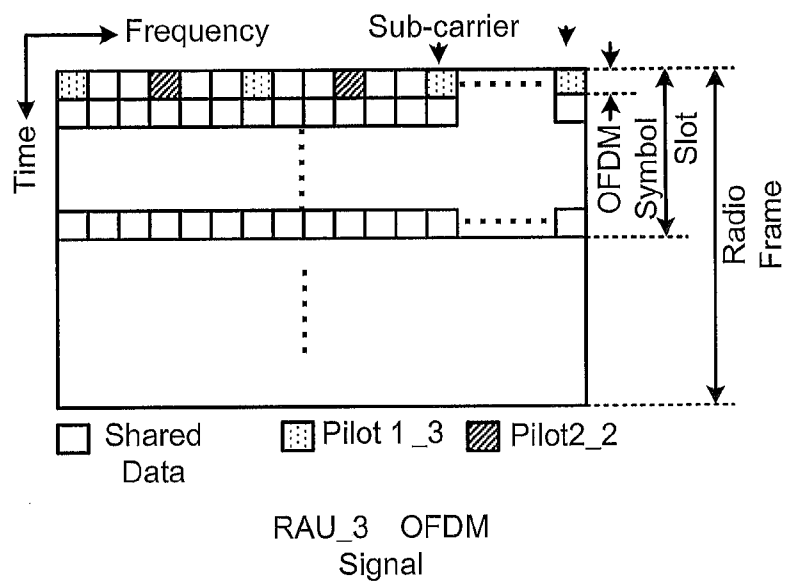 Frequency
Sub-carrier
Time
OFDM
Symbol
Slot
Radio
Frame
Shared
Data
Pilot 1_3
Pilot2_2
RAU_3 OFDM
Signal